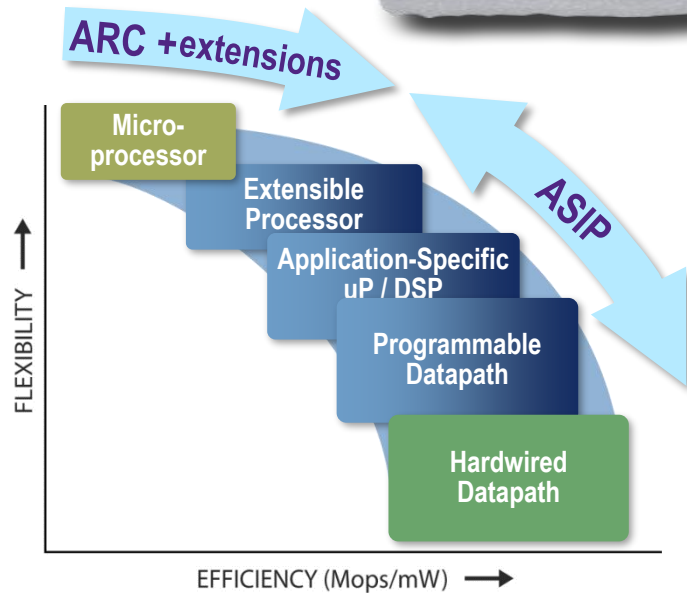 ARC +extensions
Micro-
processor
Extensible
Processor
Application-Specific
uP / DSP
Programmable
Datapath
Hardwired
Datapath
ASIP
FLEXIBILITY
EFFICIENCY (Mops/mW)